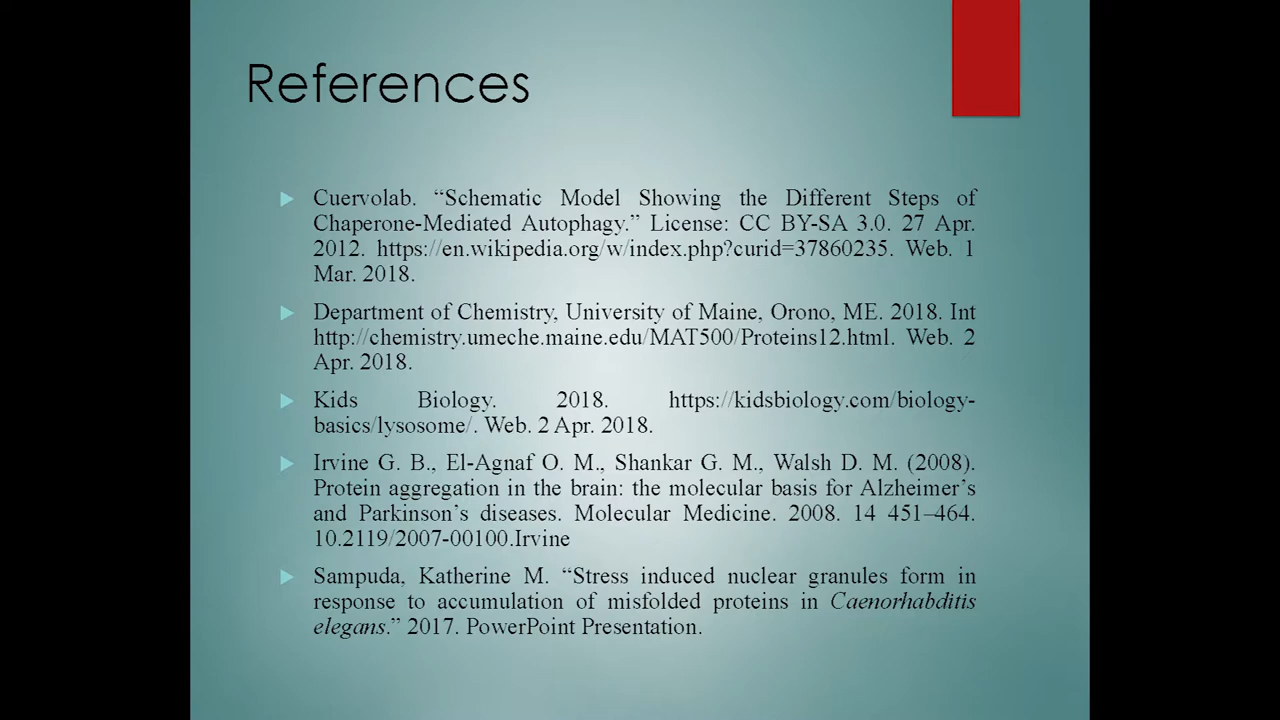 References
Cuervolab. “Schematic Model Showing the Different Steps of
Chaperone-Mediated Autophagy.” License: CC BY-SA 3.0. 27 Apr.
2012. https://en.wikipedia.org/w/index.php?curid=37860235. Web. 1
Mar. 2018.
Department of Chemistry, University of Maine, Orono, ME. 2018. Int
http://chemistry.umeche.maine.edu/MAT500/Proteins12.html. Web. 2
Apr. 2018.
Kids Biology. 2018. https://kidsbiology.com/biology-
basics/lysosome/. Web. 2 Apr. 2018.
Irvine G. B., El-Agnaf O. M., Shankar G. M., Walsh D. M. (2008).
Protein aggregation in the brain: the molecular basis for Alzheimer’s
and Parkinson’s diseases. Molecular Medicine. 2008. 14 451–464.
10.2119/2007-00100.Irvine
Sampuda, Katherine M. “Stress induced nuclear granules form in
response to accumulation of misfolded proteins in Caenorhabditis
elegans.” 2017. PowerPoint Presentation.